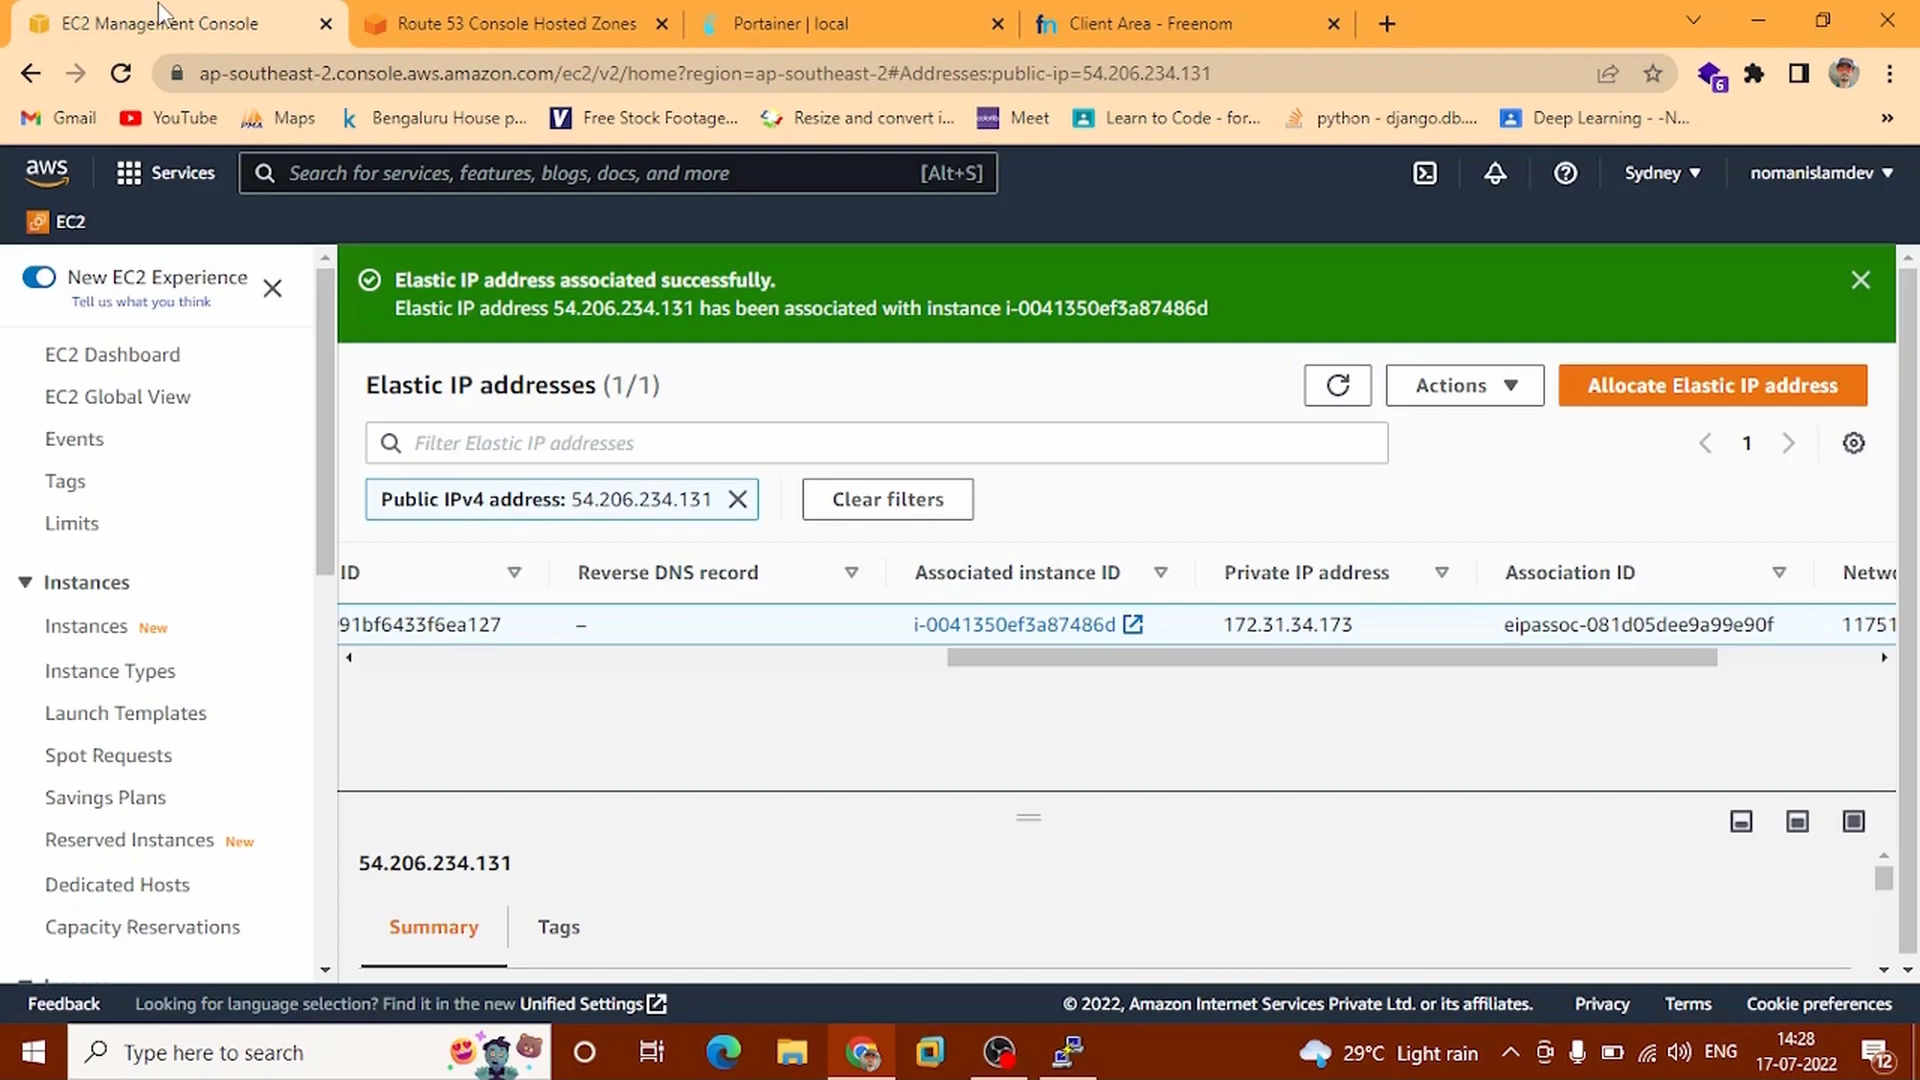 EC2 Management Console
Route 53 Console Hosted Zones
Portainer | local
fn Client Area - Freenom
ap-southeast-2.console.aws.amazon.com/ec2/v2/home?region=ap-southeast-2#Addresses:public-ip=54.206.234.131
6
Gmail
YouTube
Maps
k Bengaluru House p...
V Free Stock Footage...
Resize and convert i...
Meet
Learn to Code - for...
python - django.db....
Deep Learning - -N...
»
aws
Services
Search for services, features, blogs, docs, and more [Alt+S]
Sydney
nomanislamdev
EC2
New EC2 Experience
Tell us what you think
EC2 Dashboard
EC2 Global View
Events
Tags
Limits
Instances
Instances New
Instance Types
Launch Templates
Spot Requests
Savings Plans
Reserved Instances New
Dedicated Hosts
Capacity Reservations
Elastic IP address associated successfully.
Elastic IP address 54.206.234.131 has been associated with instance i-0041350ef3a87486d
Elastic IP addresses (1/1)
Actions
Allocate Elastic IP address
Filter Elastic IP addresses
1
Public IPv4 address: 54.206.234.131
Clear filters
ID
Reverse DNS record
Associated instance ID
Private IP address
Association ID
Netwo
91bf6433f6ea127
–
i-0041350ef3a87486d
172.31.34.173
eipassoc-081d05dee9a99e90f
11751
54.206.234.131
Summary
Tags
Feedback
Looking for language selection? Find it in the new Unified Settings
© 2022, Amazon Internet Services Private Ltd. or its affiliates.
Privacy
Terms
Cookie preferences
Type here to search
29°C Light rain
ENG
14:28
17-07-2022
12